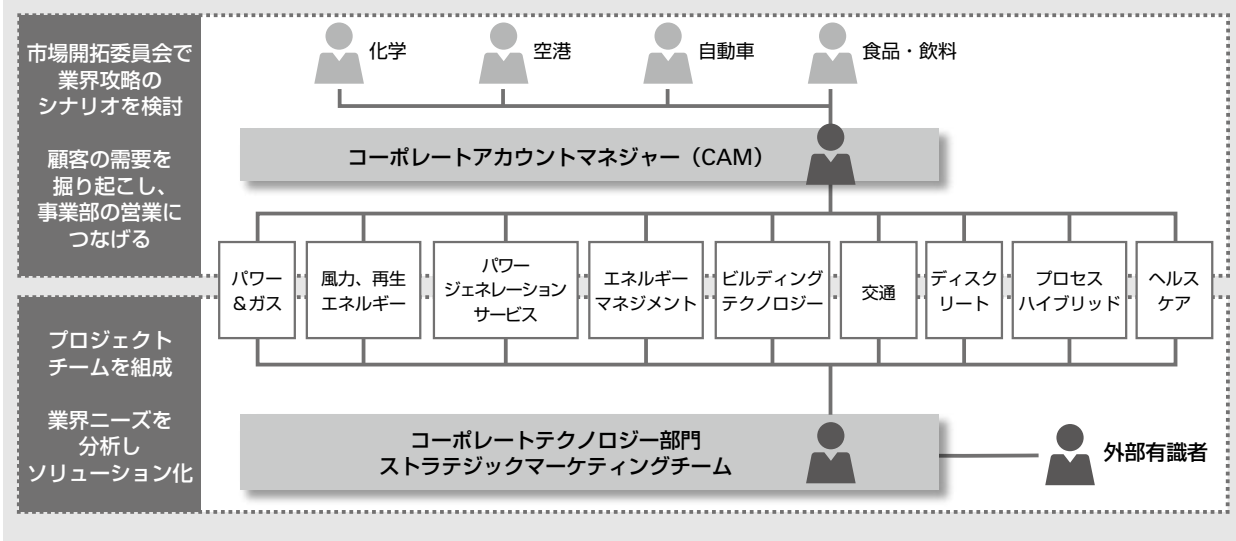 市場開拓委員会で
業界攻略の
シナリオを検討
顧客の需要を
掘り起こし、
事業部の営業に
つなげる
化学
空港
自動車
食品・飲料
コーポレートアカウントマネジャー（CAM）
パワー
＆ガス
風力、再生
エネルギー
パワー
ジェネレーション
サービス
エネルギー
マネジメント
ビルディング
テクノロジー
交通
ディスク
リート
プロセス
ハイブリッド
ヘルス
ケア
プロジェクト
チームを組成
業界ニーズを
分析し
ソリューション化
コーポレートテクノロジー部門
ストラテジックマーケティングチーム
外部有識者